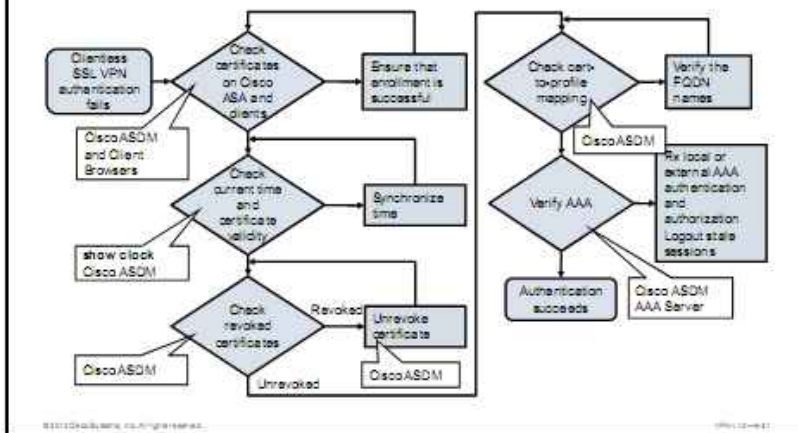 Clientless
SSL VPN
authentication
fails
Check
certificates
on Cisco
ASA and
clients
Ensure that
enrollment is
successful
Cisco ASDM
and Client
Browsers
Check
current time
and
certificate
validity
Synchronize
time
show clock
Cisco ASDM
Check
revoked
certificates
Revoked
Unrevoke
certificate
Cisco ASDM
Cisco ASDM
Unrevoked
Check cert-
to-profile
mapping
Verify the
FQDN
names
Cisco ASDM
Verify AAA
Fix local or
external AAA
authentication
and
authorization
Logout stale
sessions
Authentication
succeeds
Cisco ASDM
AAA Server